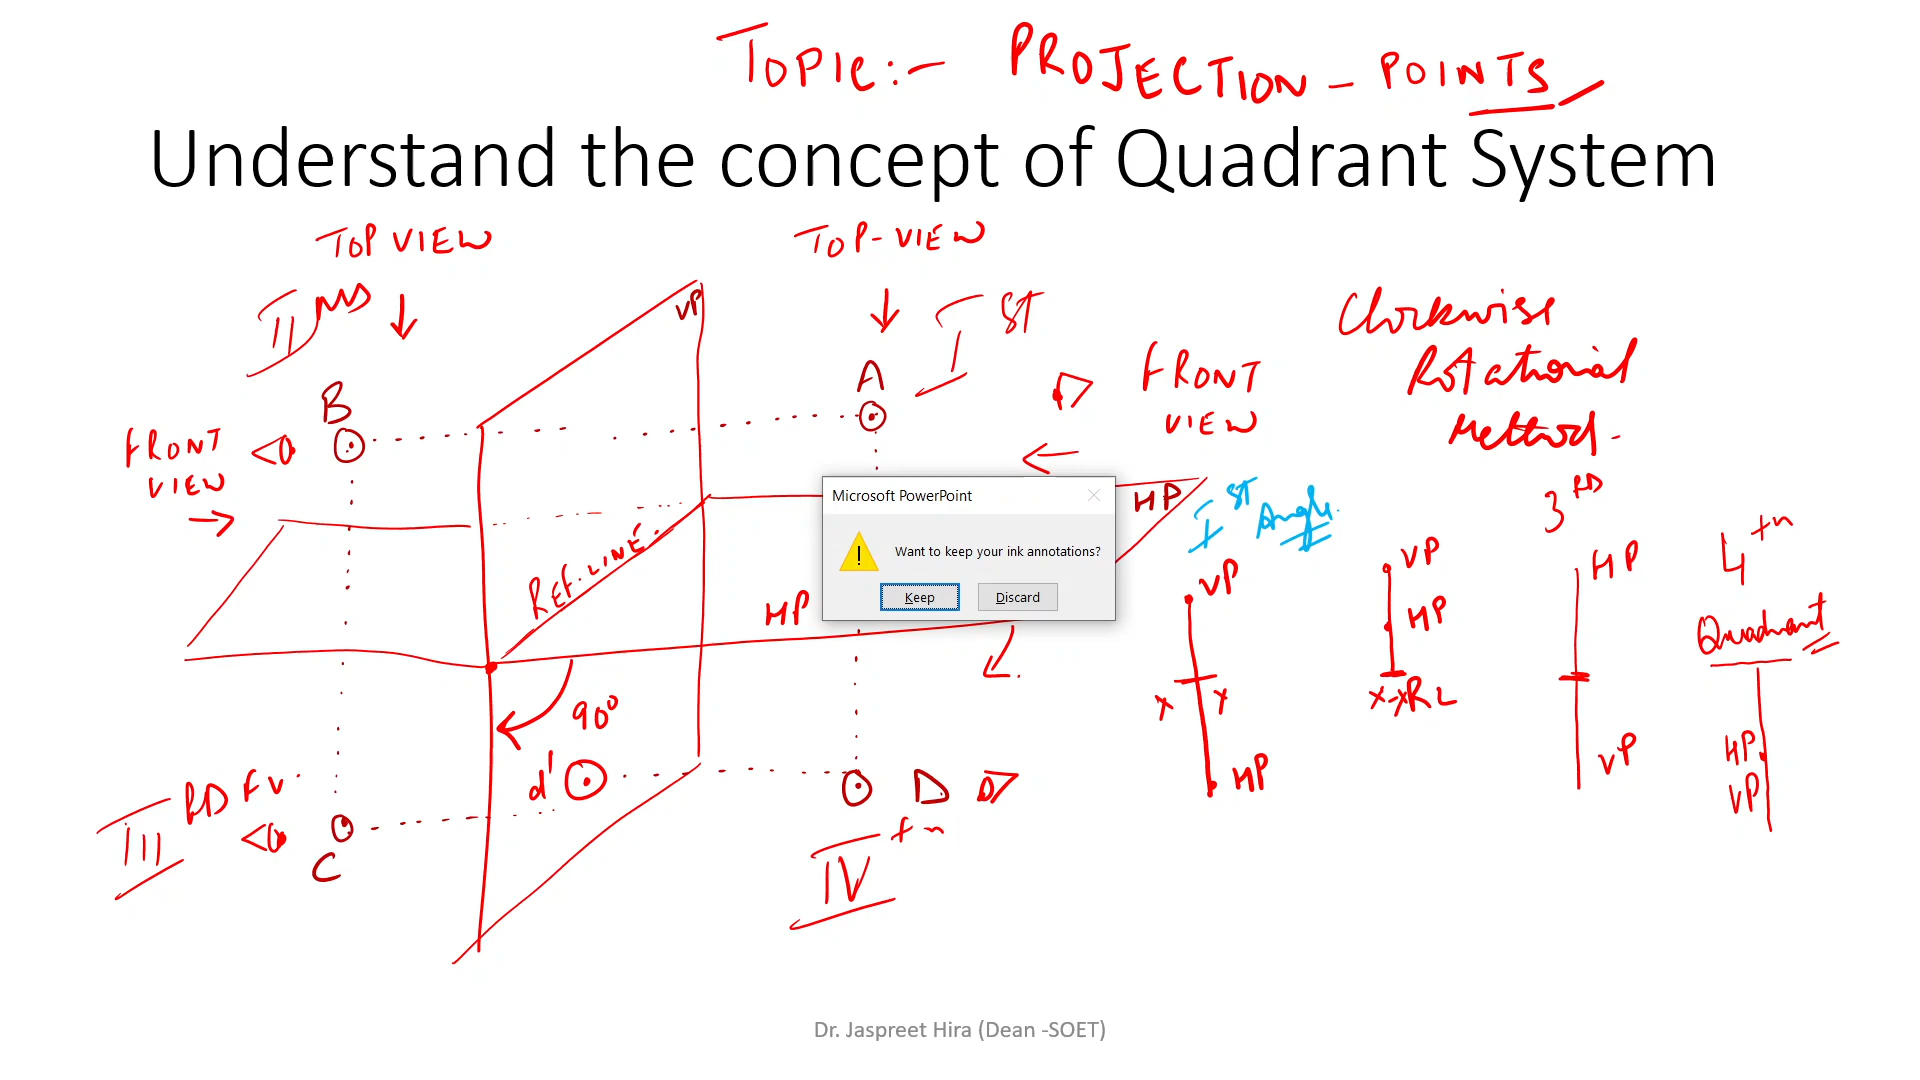 TOPIC:- PROJECTION - POINTS
Understand the concept of Quadrant System
TOP VIEW
TOP-VIEW
II ND
VP
I ST
Clockwise
Rotational
Method.
A
B
FRONT
VIEW
FRONT
VIEW
HP
I ST Angle
3 RD
4 th
Quadrant
Microsoft PowerPoint
Want to keep your ink annotations?
Keep
Discard
REF. LINE.
HP
VP
X Y
HP
VP
HP
X-Y RL
HP
VP
HP
VP
90°
d'
III RD
FV
C
D
IV th
Dr. Jaspreet Hira (Dean -SOET)